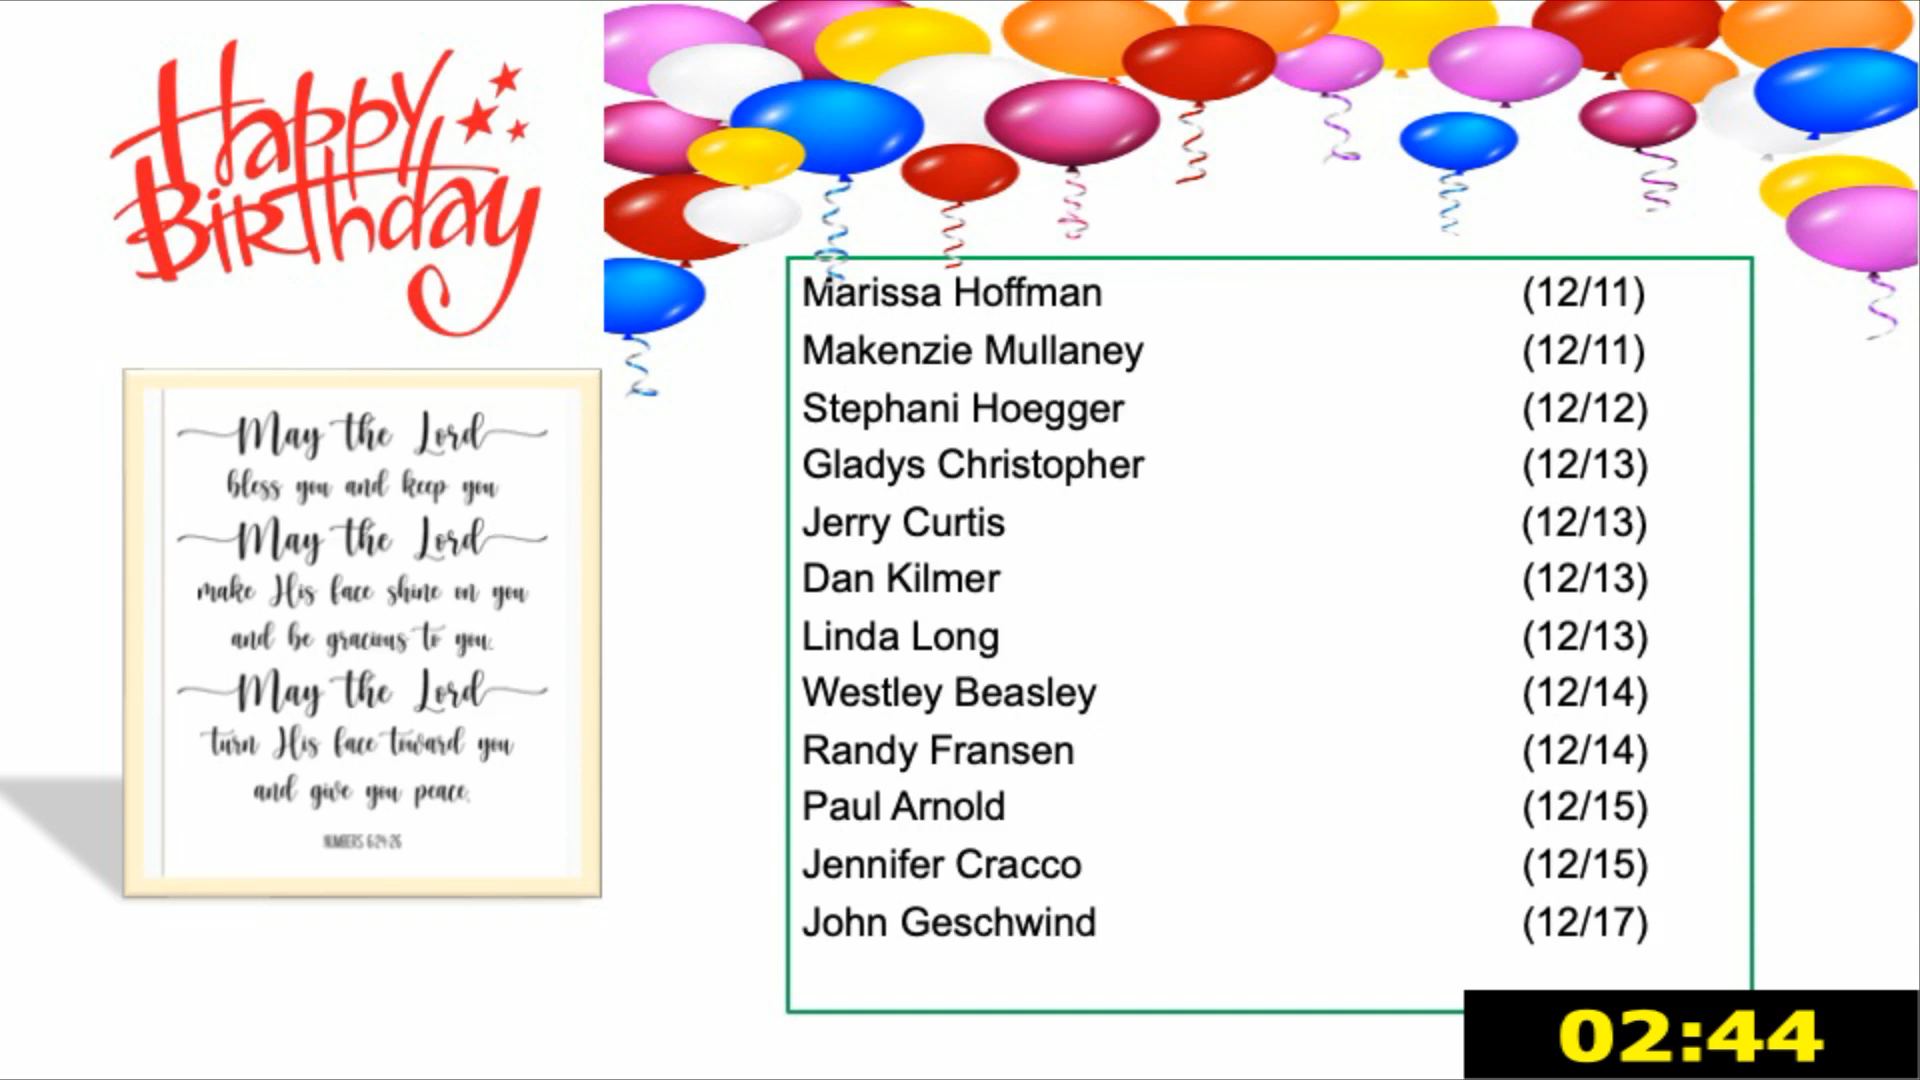 Happy
Birthday
May the Lord
bless you and keep you
May the Lord
make His face shine on you
and be gracious to you.
May the Lord
turn His face toward you
and give you peace.
NUMBERS 6:24-26
Marissa Hoffman (12/11)
Makenzie Mullaney (12/11)
Stephani Hoegger (12/12)
Gladys Christopher (12/13)
Jerry Curtis (12/13)
Dan Kilmer (12/13)
Linda Long (12/13)
Westley Beasley (12/14)
Randy Fransen (12/14)
Paul Arnold (12/15)
Jennifer Cracco (12/15)
John Geschwind (12/17)
02:44